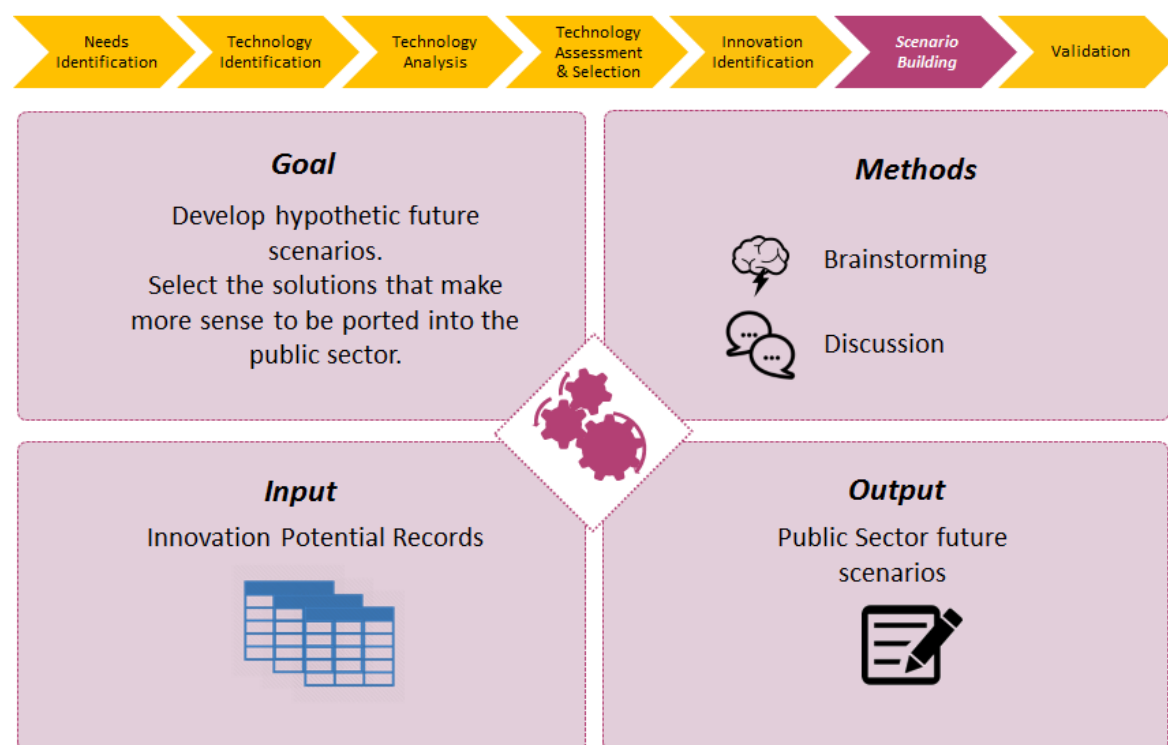 Needs
Identification
Technology
Identification
Technology
Analysis
Technology
Assessment
& Selection
Innovation
Identification
Scenario
Building
Validation
Goal
Develop hypothetic future
scenarios.
Select the solutions that make
more sense to be ported into the
public sector.
Methods
Brainstorming
Discussion
Input
Innovation Potential Records
Output
Public Sector future
scenarios